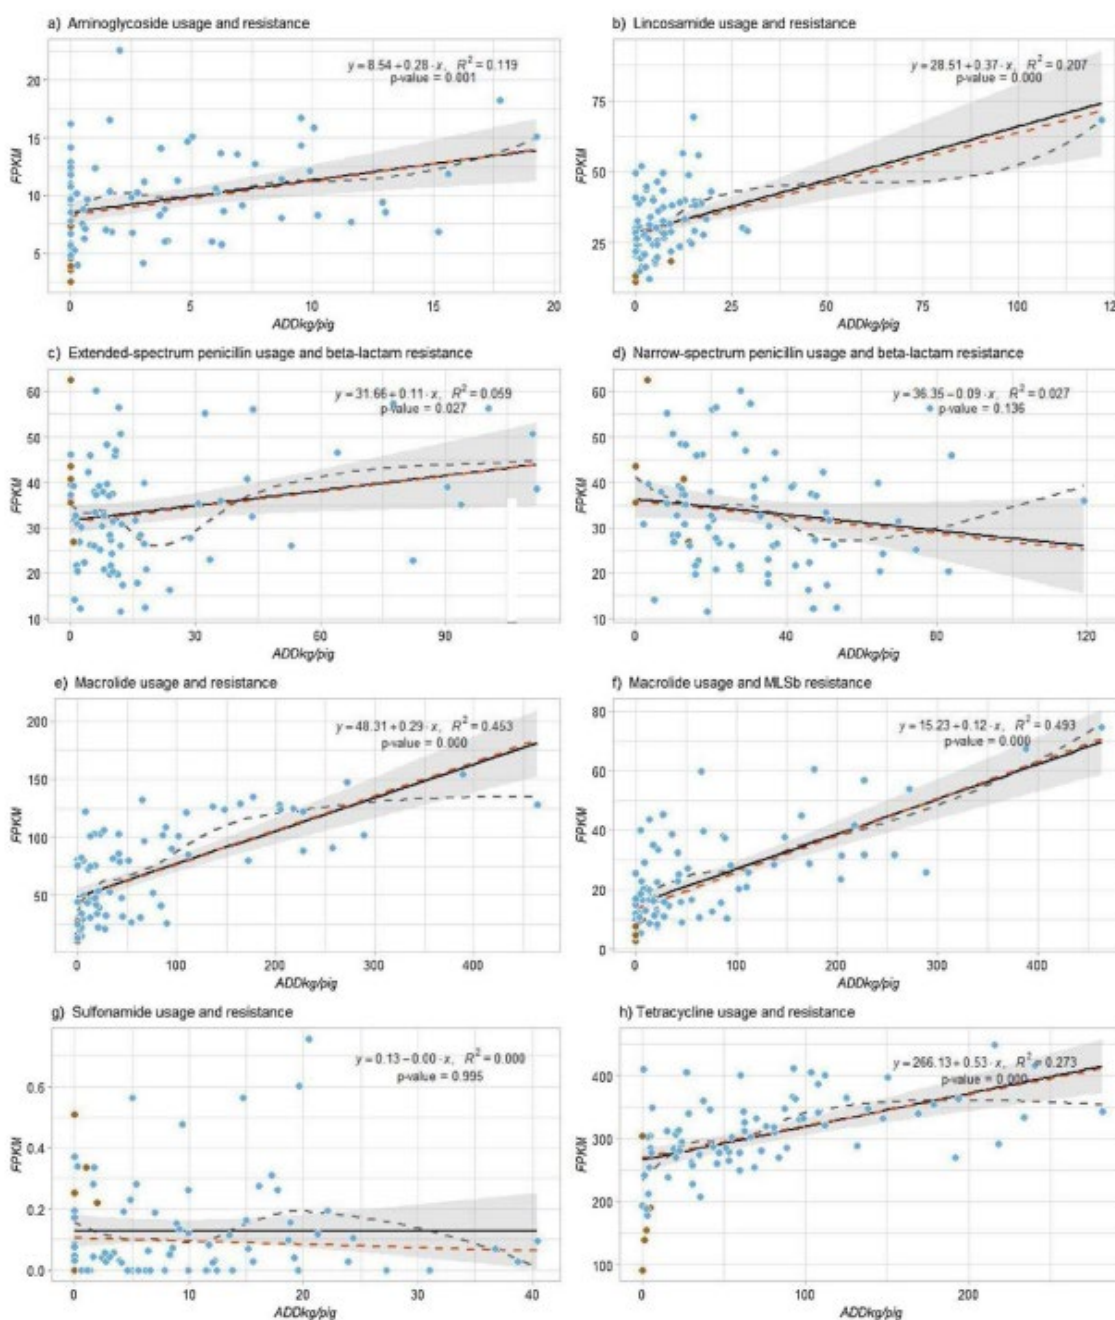 a) Aminoglycoside usage and resistance
y = 8.54 + 0.28 · x, R² = 0.119
p-value = 0.001
FPKM
20
15
10
5
0 5 10 15 20
ADDkg/pig
b) Lincosamide usage and resistance
y = 28.51 + 0.37 · x, R² = 0.207
p-value = 0.000
FPKM
75
50
25
0 25 50 75 100 125
ADDkg/pig
c) Extended-spectrum penicillin usage and beta-lactam resistance
y = 31.66 + 0.11 · x, R² = 0.059
p-value = 0.027
FPKM
60
50
40
30
20
10
0 30 60 90
ADDkg/pig
d) Narrow-spectrum penicillin usage and beta-lactam resistance
y = 36.35 − 0.09 · x, R² = 0.027
p-value = 0.136
FPKM
60
50
40
30
20
10
0 40 80 120
ADDkg/pig
e) Macrolide usage and resistance
y = 48.31 + 0.29 · x, R² = 0.453
p-value = 0.000
FPKM
200
150
100
50
0 100 200 300 400
ADDkg/pig
f) Macrolide usage and MLSb resistance
y = 15.23 + 0.12 · x, R² = 0.493
p-value = 0.000
FPKM
80
60
40
20
0
0 100 200 300 400
ADDkg/pig
g) Sulfonamide usage and resistance
y = 0.13 − 0.00 · x, R² = 0.000
p-value = 0.995
FPKM
0.6
0.4
0.2
0.0
0 10 20 30 40
ADDkg/pig
h) Tetracycline usage and resistance
y = 266.13 + 0.53 · x, R² = 0.273
p-value = 0.000
FPKM
400
300
200
100
0 100 200
ADDkg/pig